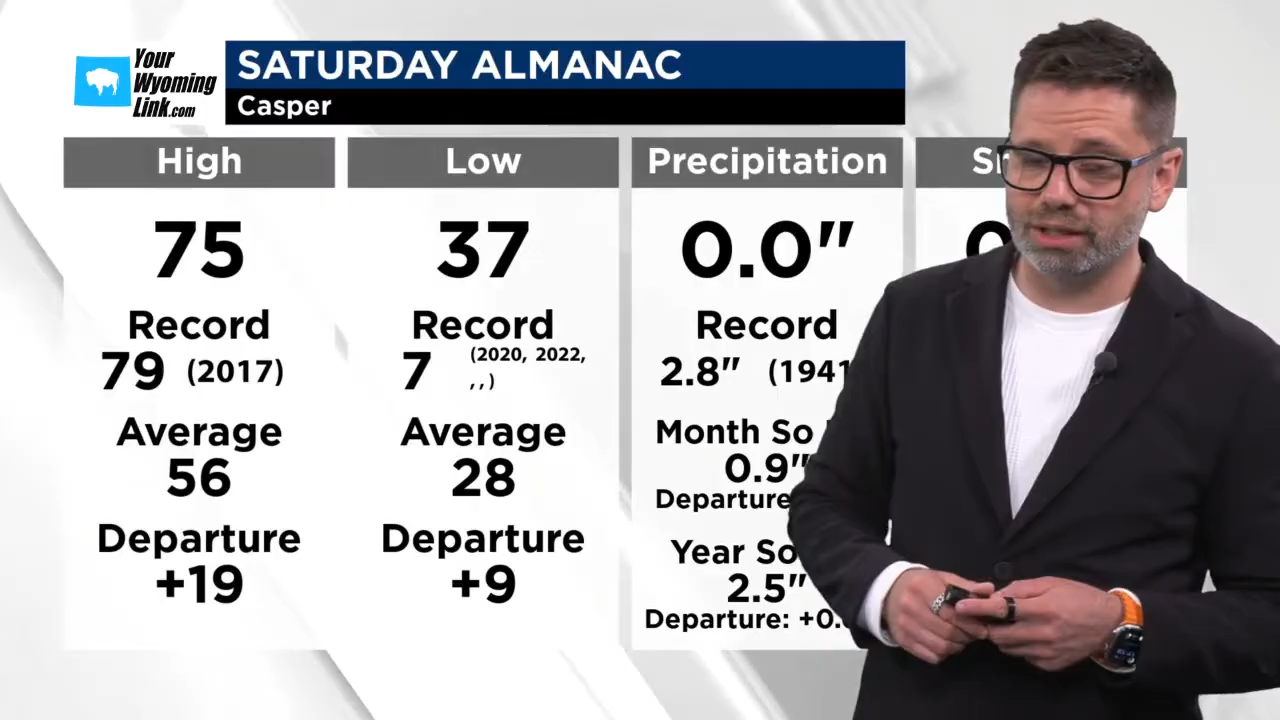 Your
Wyoming
Link.com
SATURDAY ALMANAC
Casper
High
75
Record
79 (2017)
Average
56
Departure
+19
Low
37
Record
7 (2020, 2022,
, , )
Average
28
Departure
+9
Precipitation
0.0"
Record
2.8" (1941
Month So
0.9"
Departure
Year So
2.5"
Departure: +0.